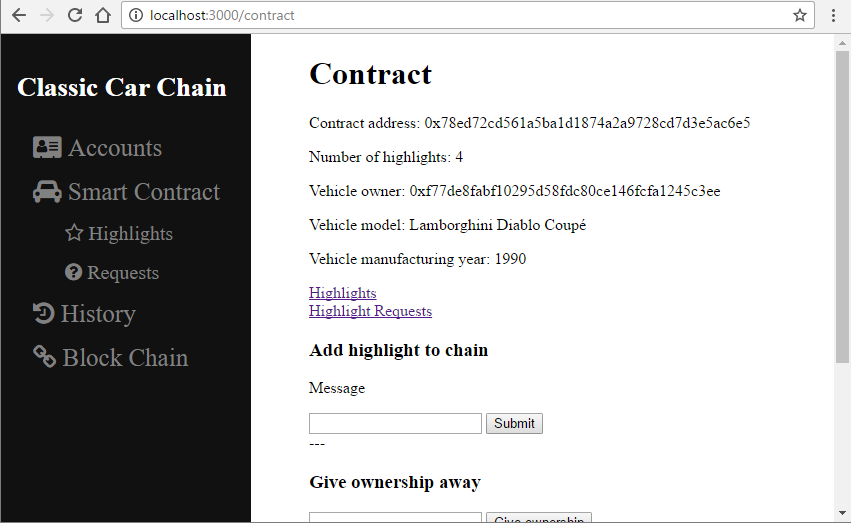 localhost:3000/contract
Classic Car Chain
Accounts
Smart Contract
Highlights
Requests
History
Block Chain
Contract
Contract address: 0x78ed72cd561a5ba1d1874a2a9728cd7d3e5ac6e5
Number of highlights: 4
Vehicle owner: 0xf77de8fabf10295d58fdc80ce146fcfa1245c3ee
Vehicle model: Lamborghini Diablo Coupé
Vehicle manufacturing year: 1990
Highlights
Highlight Requests
Add highlight to chain
Message
Submit
---
Give ownership away
Give ownership